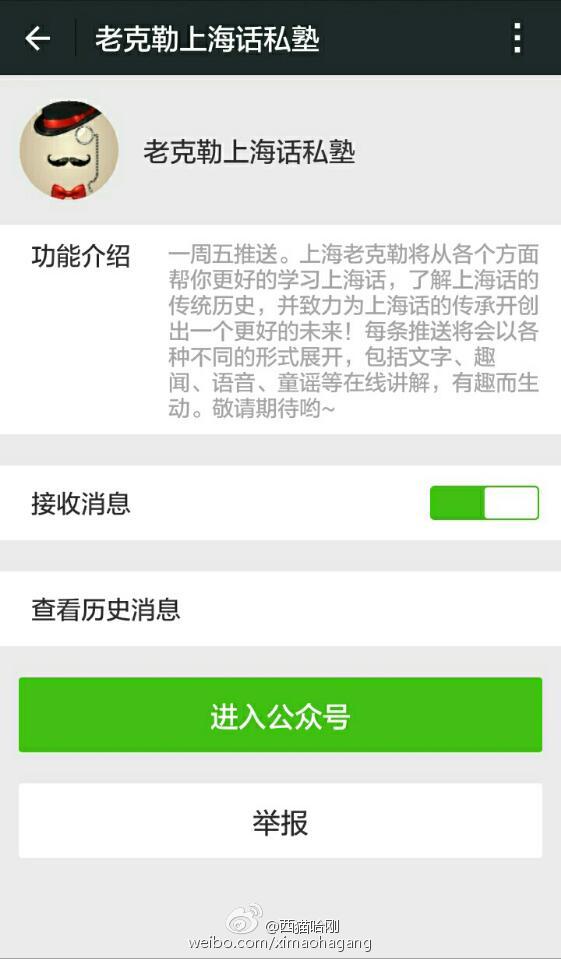 老克勒上海话私塾
老克勒上海话私塾
功能介绍
一周五推送。上海老克勒将从各个方面
帮你更好的学习上海话，了解上海话的
传统历史，并致力为上海话的传承开创
出一个更好的未来！每条推送将会以各
种不同的形式展开，包括文字、趣
闻、语音、童谣等在线讲解，有趣而生
动。敬请期待哟~
接收消息
查看历史消息
进入公众号
举报
@西猫哈刚
weibo.com/ximaohagang